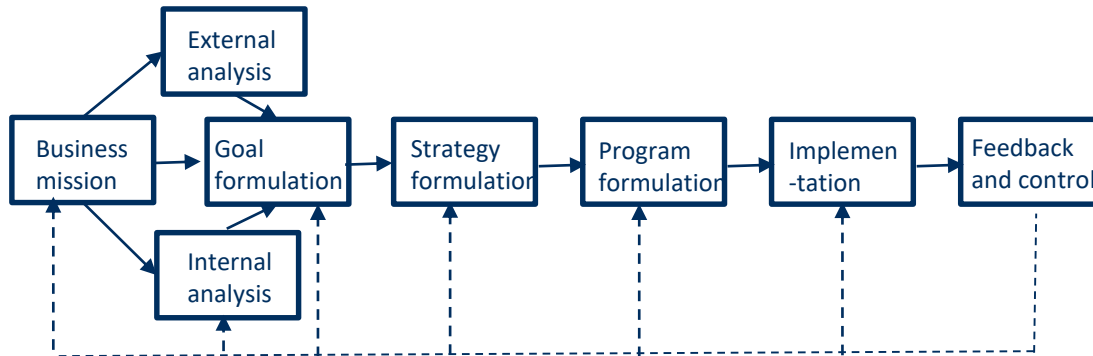 External
analysis
Business
mission
Goal
formulation
Strategy
formulation
Program
formulation
Implemen
-tation
Feedback
and control
Internal
analysis